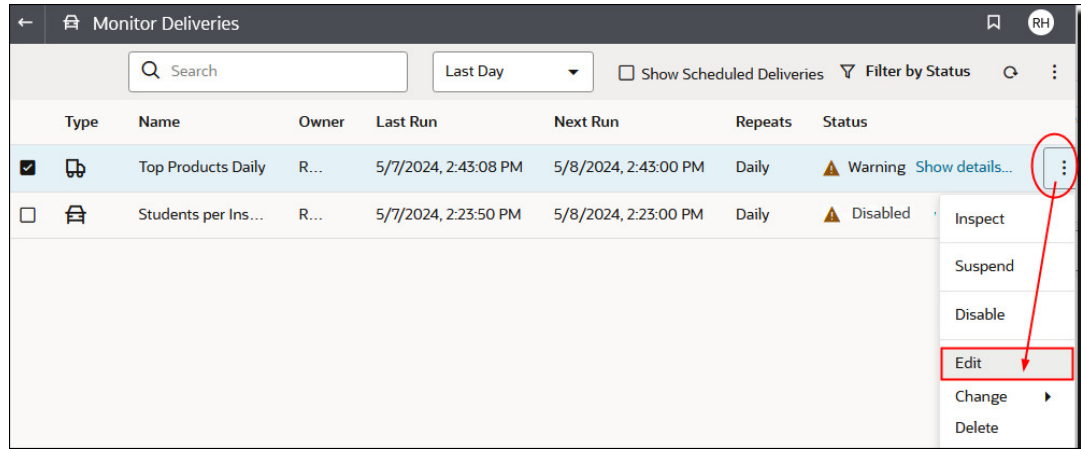 Monitor Deliveries RH
Search Last Day Show Scheduled Deliveries Filter by Status
Type Name Owner Last Run Next Run Repeats Status
Top Products Daily R... 5/7/2024, 2:43:08 PM 5/8/2024, 2:43:00 PM Daily Warning Show details...
Students per Ins... R... 5/7/2024, 2:23:50 PM 5/8/2024, 2:23:00 PM Daily Disabled
Inspect
Suspend
Disable
Edit
Change
Delete